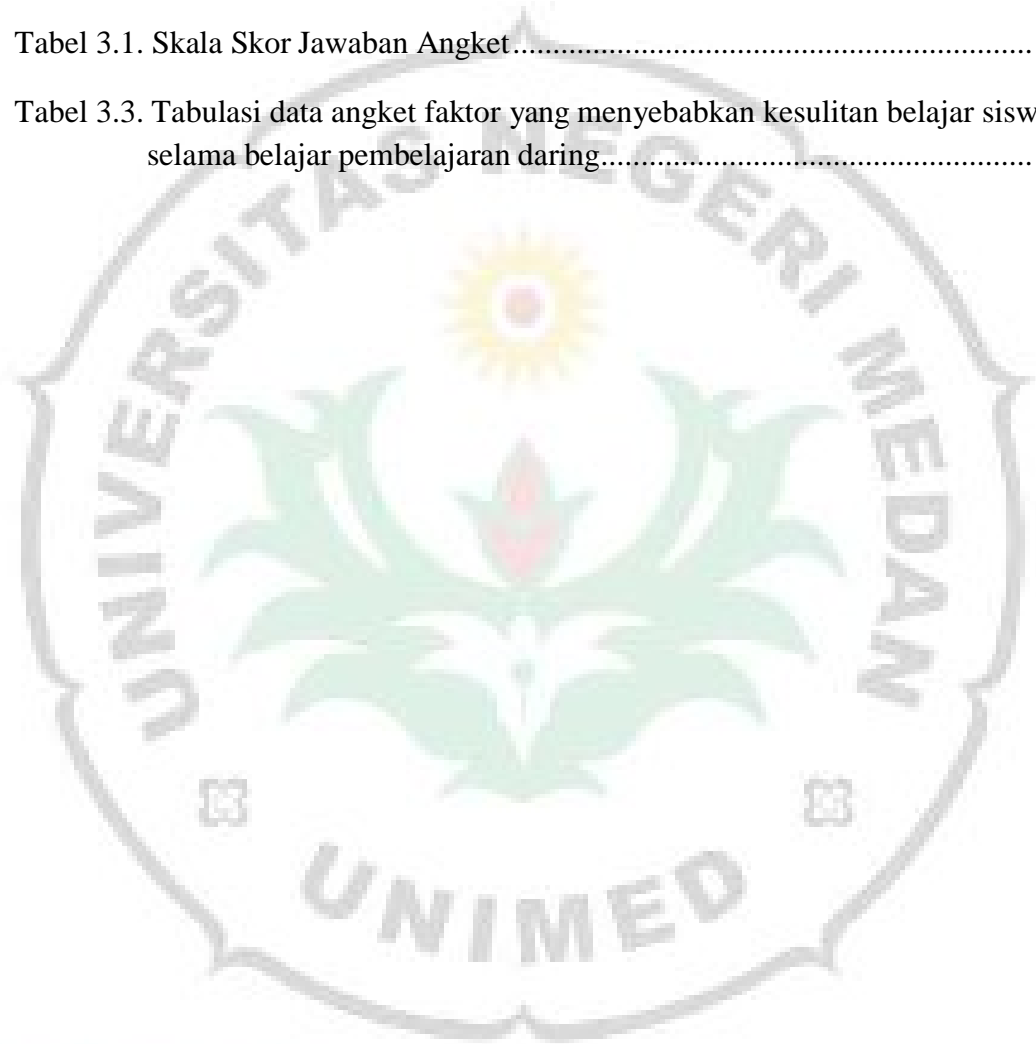 Tabel 3.1. Skala Skor Jawaban Angket..................................................................
Tabel 3.3. Tabulasi data angket faktor yang menyebabkan kesulitan belajar sisw
selama belajar pembelajaran daring.......................................................
UNIVERSITAS NEGERI MEDAN
UNIMED